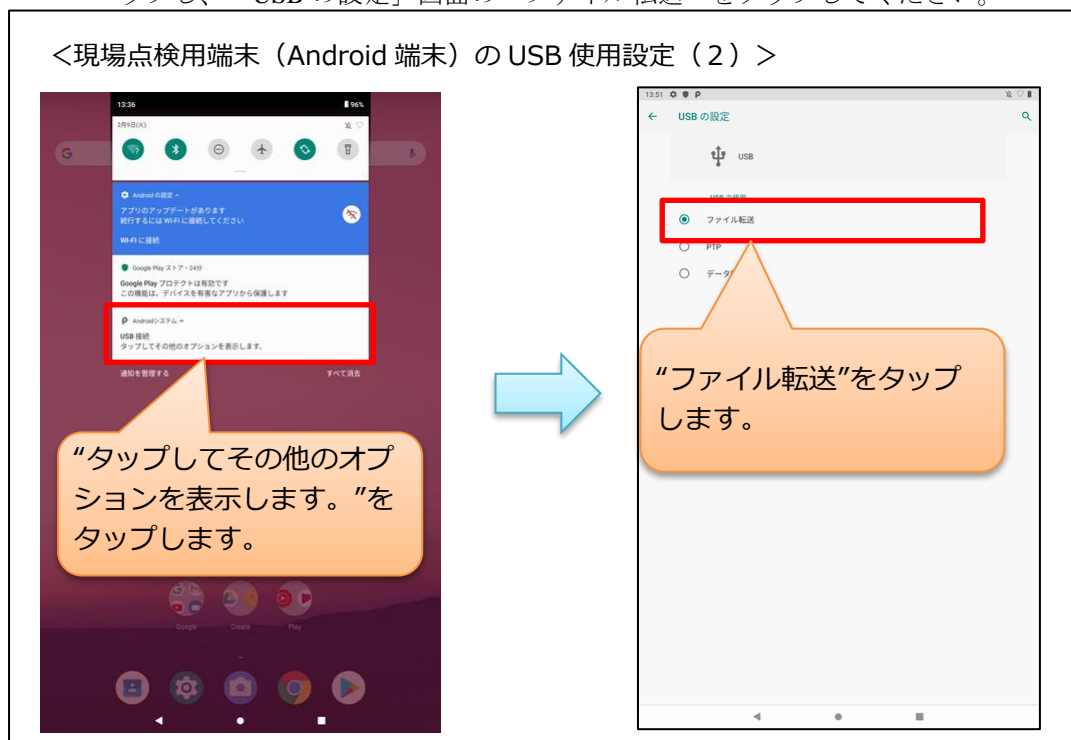 ＜現場点検用端末（Android 端末）の USB 使用設定（２）＞
13:36
96%
2月9日(火)
Android の設定
アプリのアップデートがあります
続行するには Wi-Fi に接続してください
WI-FI に接続
Google Play ストア・24分
Google Play プロテクトは有効です
この機能は、デバイスを有害なアプリから保護します
Androidシステム
USB 接続
タップしてその他のオプションを表示します。
通知を管理する
すべて消去
“タップしてその他のオプ
ションを表示します。”を
タップします。
Google
Create
Play
13:51
USB の設定
USB
USB の使用
ファイル転送
PTP
“ファイル転送”をタップ
します。